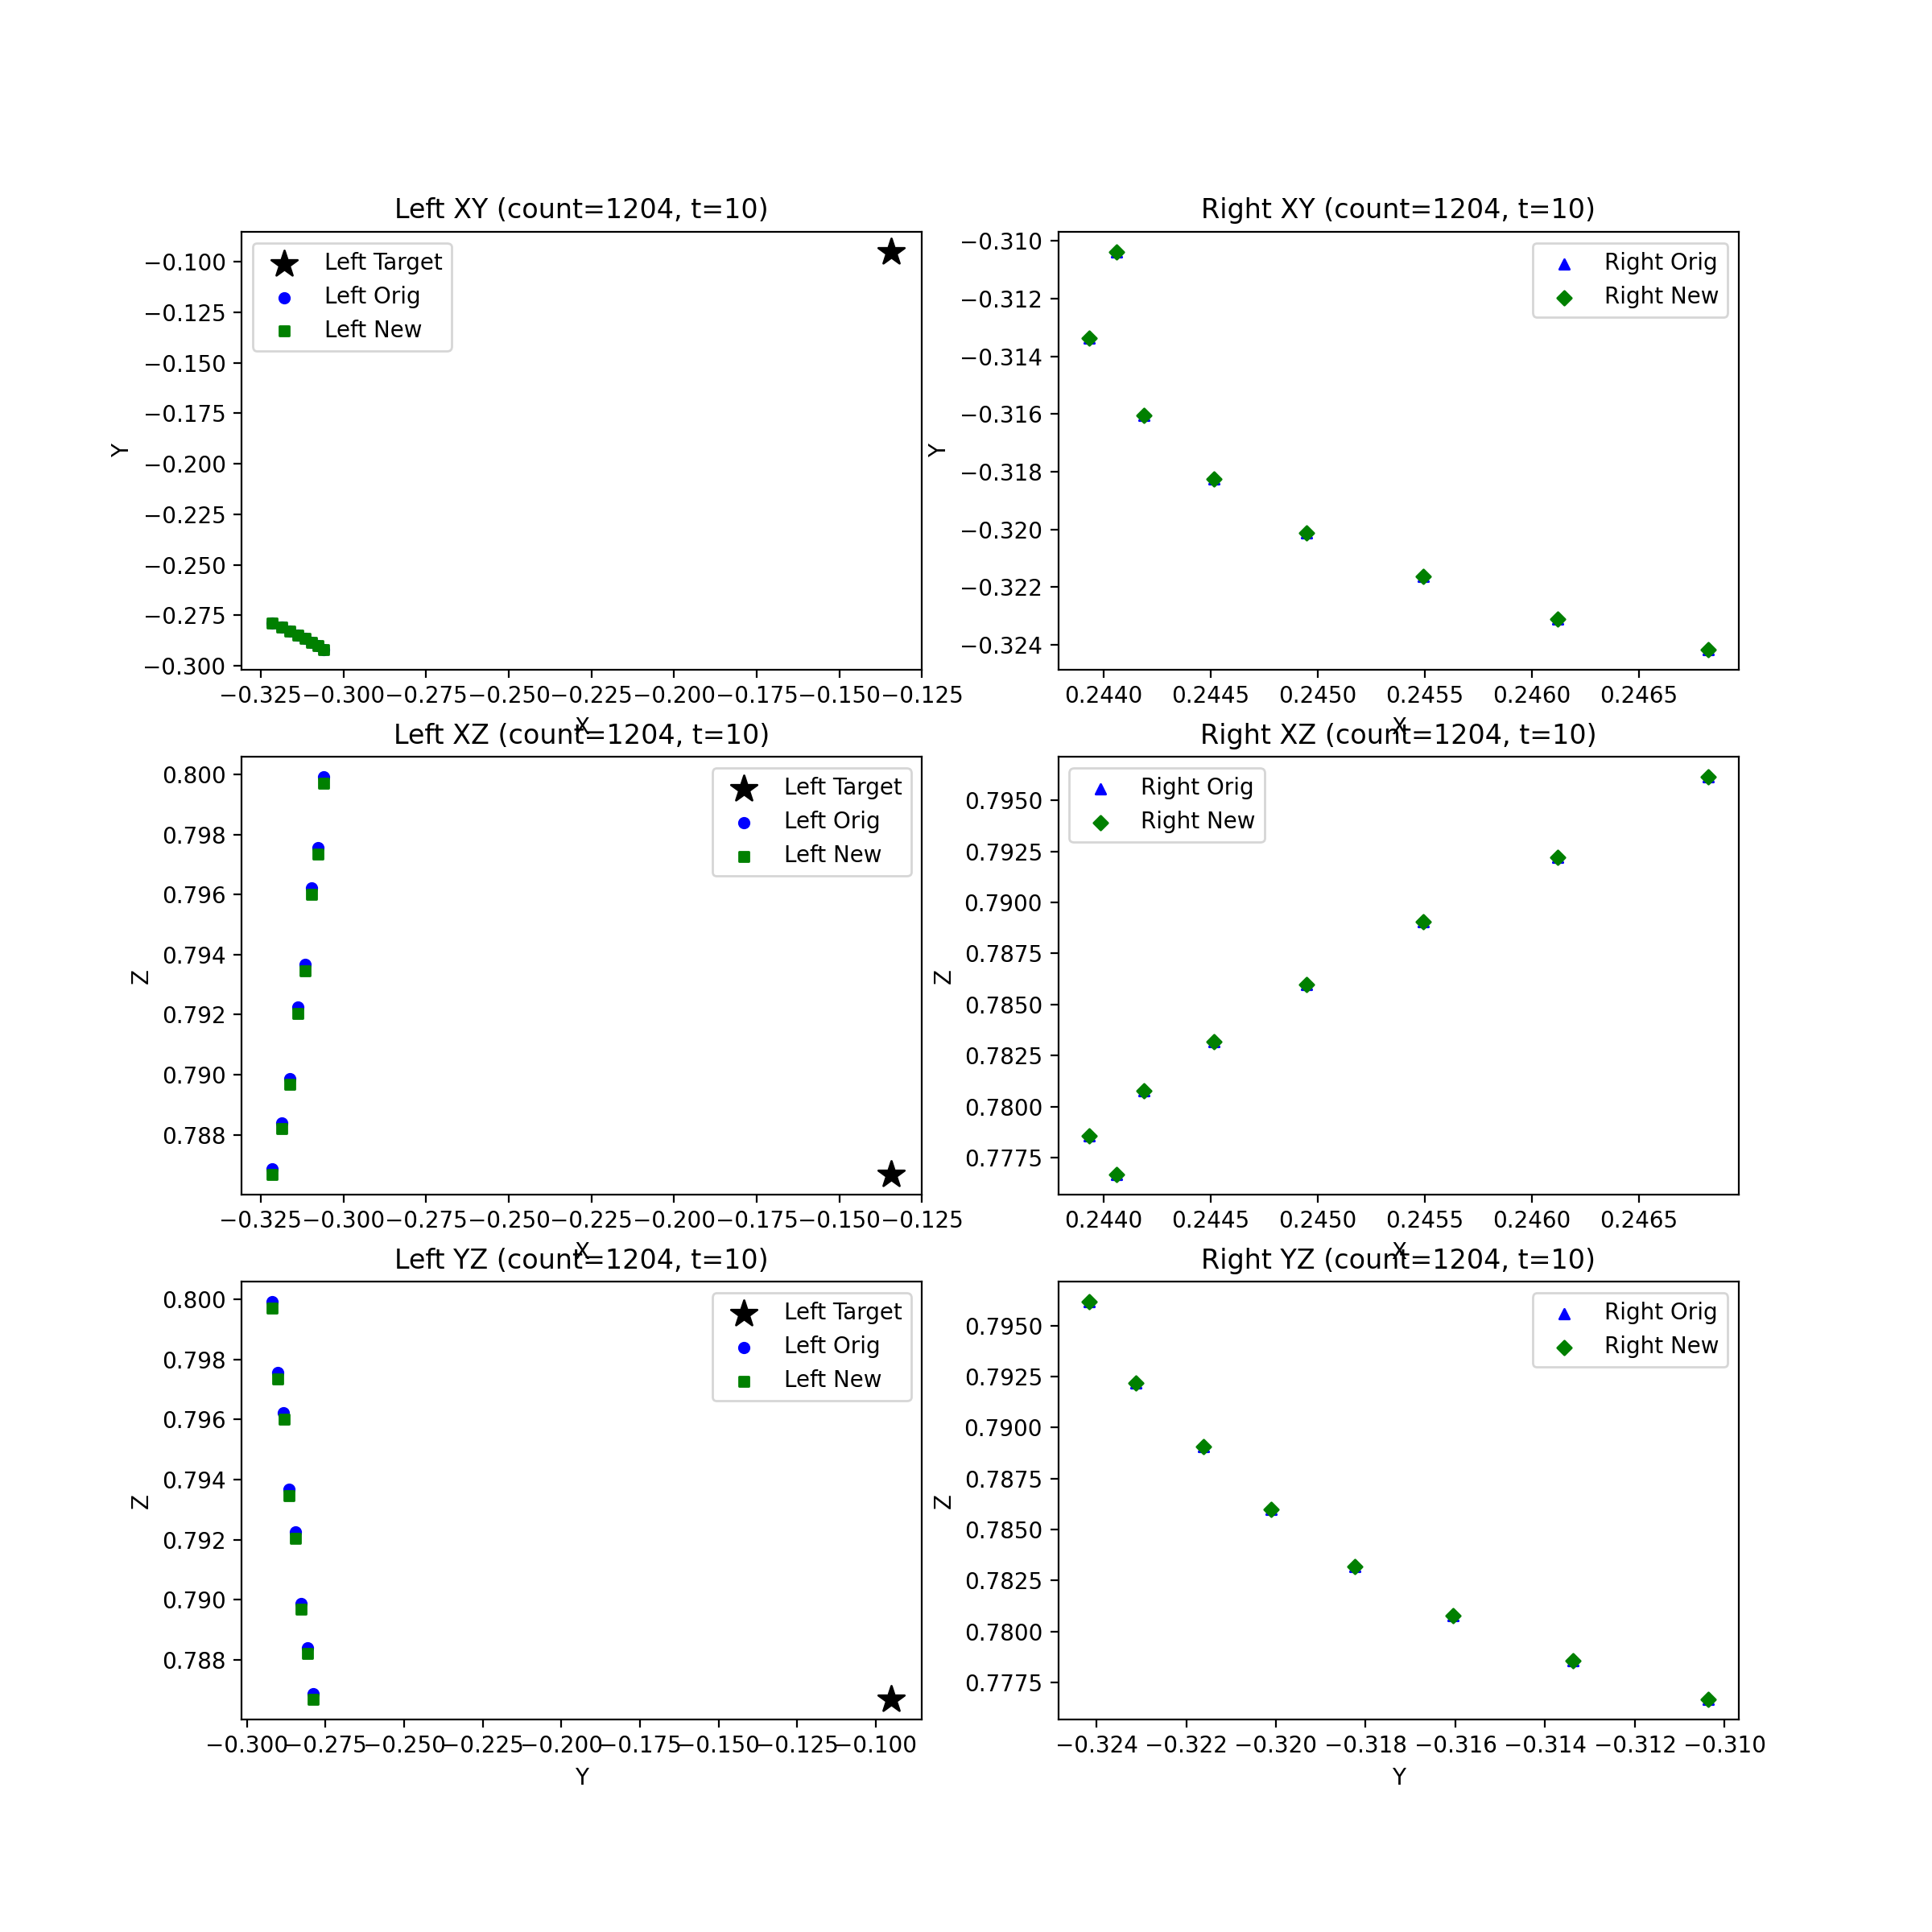 Left XY (count=1204, t=10)
Left Target
Left Orig
Left New
−0.100
−0.125
−0.150
−0.175
−0.200
−0.225
−0.250
−0.275
−0.300
Y
−0.325 −0.300 −0.275 −0.250 −0.225 −0.200 −0.175 −0.150 −0.125
X
Right XY (count=1204, t=10)
Right Orig
Right New
−0.310
−0.312
−0.314
−0.316
−0.318
−0.320
−0.322
−0.324
Y
0.2440 0.2445 0.2450 0.2455 0.2460 0.2465
X
Left XZ (count=1204, t=10)
Left Target
Left Orig
Left New
0.800
0.798
0.796
0.794
0.792
0.790
0.788
Z
−0.325 −0.300 −0.275 −0.250 −0.225 −0.200 −0.175 −0.150 −0.125
X
Right XZ (count=1204, t=10)
Right Orig
Right New
0.7950
0.7925
0.7900
0.7875
0.7850
0.7825
0.7800
0.7775
Z
0.2440 0.2445 0.2450 0.2455 0.2460 0.2465
X
Left YZ (count=1204, t=10)
Left Target
Left Orig
Left New
0.800
0.798
0.796
0.794
0.792
0.790
0.788
Z
−0.300 −0.275 −0.250 −0.225 −0.200 −0.175 −0.150 −0.125 −0.100
Y
Right YZ (count=1204, t=10)
Right Orig
Right New
0.7950
0.7925
0.7900
0.7875
0.7850
0.7825
0.7800
0.7775
Z
−0.324 −0.322 −0.320 −0.318 −0.316 −0.314 −0.312 −0.310
Y